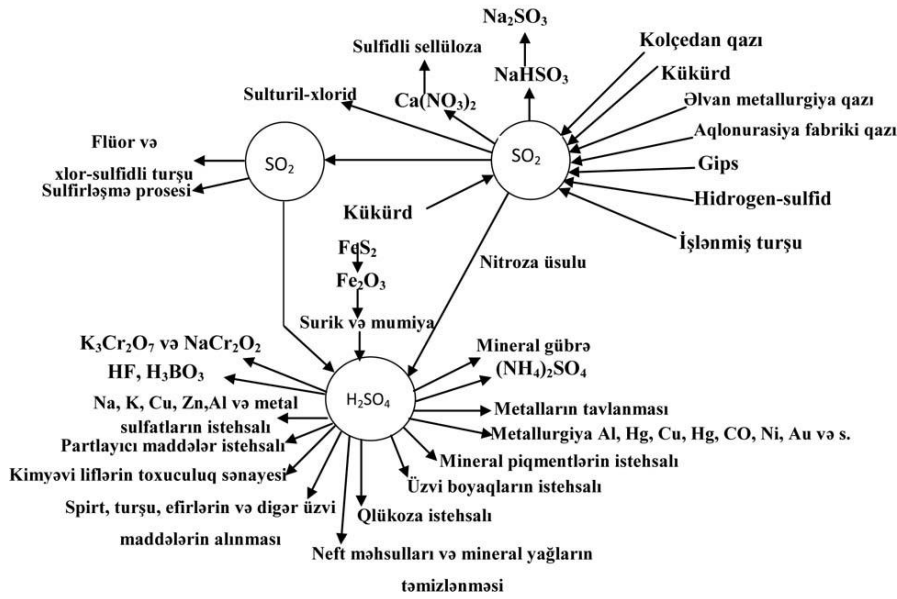 Na₂SO₃
Sulfidli sellüloza
NaHSO₃
Ca(NO₃)₂
Sulturil-xlorid
Kolçedan qazı
Kükürd
Əlvan metallurgiya qazı
Aqlonurasiya fabriki qazı
Gips
Hidrogen-sulfid
İşlənmiş turşu
SO₂
SO₂
Flüor və
xlor-sulfidli turşu
Sulfirləşmə prosesi
Kükürd
FeS₂
Fe₂O₃
Surik və mumiya
Nitroza üsulu
K₃Cr₂O₇ və NaCr₂O₂
HF, H₃BO₃
Na, K, Cu, Zn,Al və metal
sulfatların istehsalı
Partlayıcı maddələr istehsalı
Kimyəvi liflərin toxuculuq sənayesi
Spirt, turşu, efirlərin və digər üzvi
maddələrin alınması
H₂SO₄
Mineral gübrə
(NH₄)₂SO₄
Metalların tavlanması
Metallurgiya Al, Hg, Cu, Hg, CO, Ni, Au və s.
Mineral piqmentlərin istehsalı
Üzvi boyaqların istehsalı
Qlükoza istehsalı
Neft məhsulları və mineral yağların
təmizlənməsi